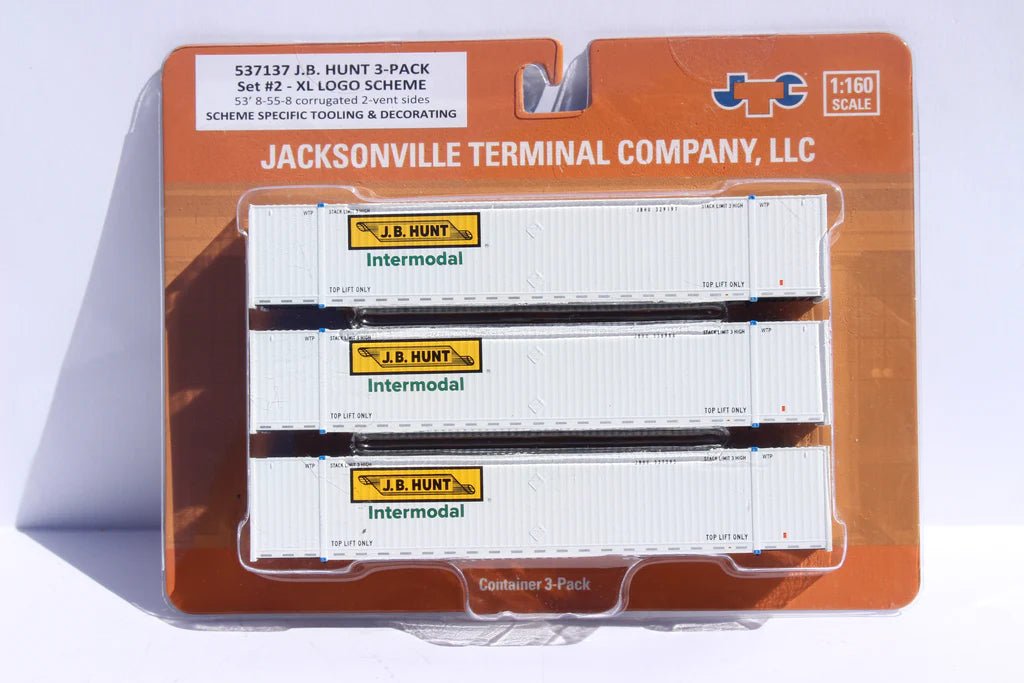 537137 J.B. HUNT 3-PACK
Set #2 - XL LOGO SCHEME
53' 8-55-8 corrugated 2-vent sides
SCHEME SPECIFIC TOOLING & DECORATING
JTC
1:160
SCALE
JACKSONVILLE TERMINAL COMPANY, LLC
WTP
STACK LIMIT 3 HIGH
STACK LIMIT 3 HIGH
WTP
J.B. HUNT
Intermodal
TOP LIFT ONLY
TOP LIFT ONLY
WTP
STACK LIMIT 3 HIGH
STACK LIMIT 3 HIGH
WTP
J.B. HUNT
Intermodal
TOP LIFT ONLY
TOP LIFT ONLY
WTP
STACK LIMIT 3 HIGH
STACK LIMIT 3 HIGH
WTP
J.B. HUNT
Intermodal
TOP LIFT ONLY
TOP LIFT ONLY
Container 3-Pack